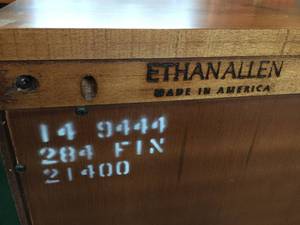 ETHAN ALLEN
MADE IN AMERICA
14 9444
284 FIN
21400